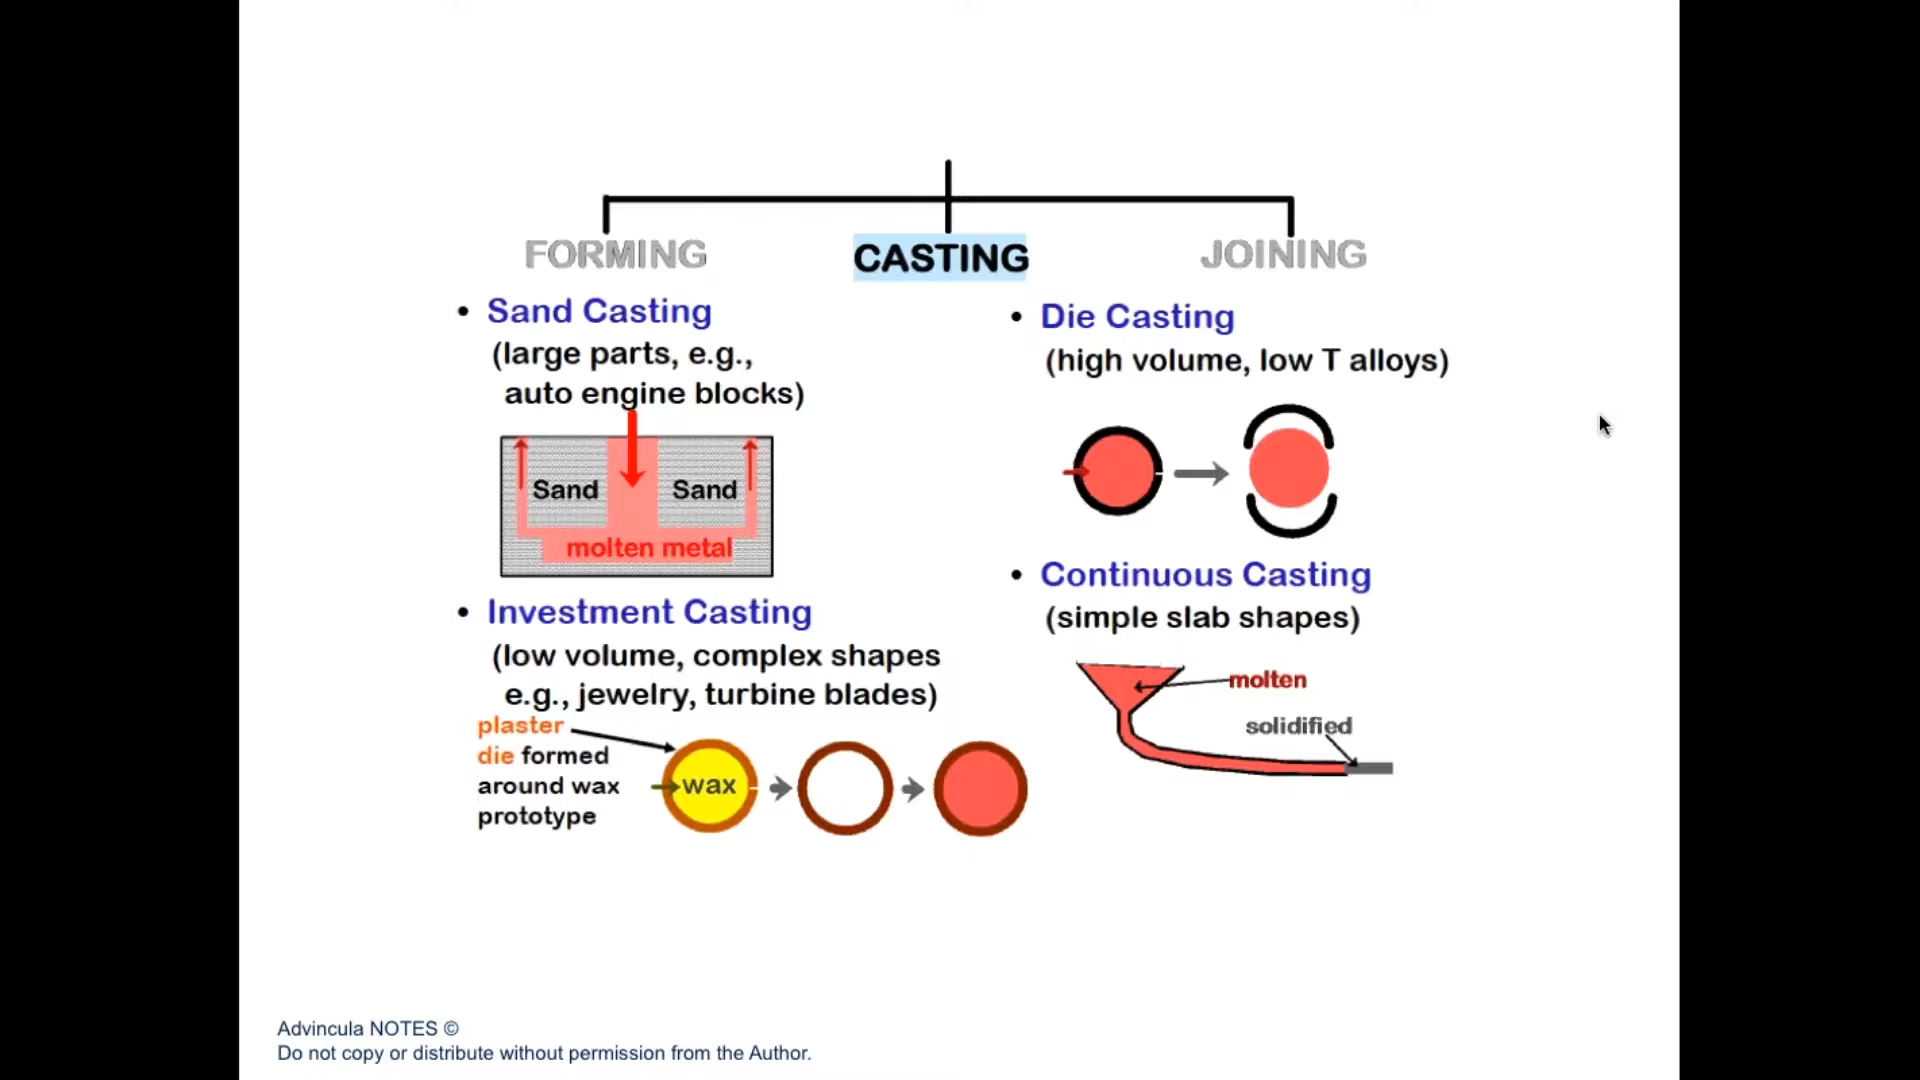 FORMING
CASTING
JOINING
• Sand Casting
(large parts, e.g.,
auto engine blocks)
Sand
Sand
molten metal
• Investment Casting
(low volume, complex shapes
e.g., jewelry, turbine blades)
plaster
die formed
around wax
prototype
wax
• Die Casting
(high volume, low T alloys)
• Continuous Casting
(simple slab shapes)
molten
solidified
Advincula NOTES ©
Do not copy or distribute without permission from the Author.